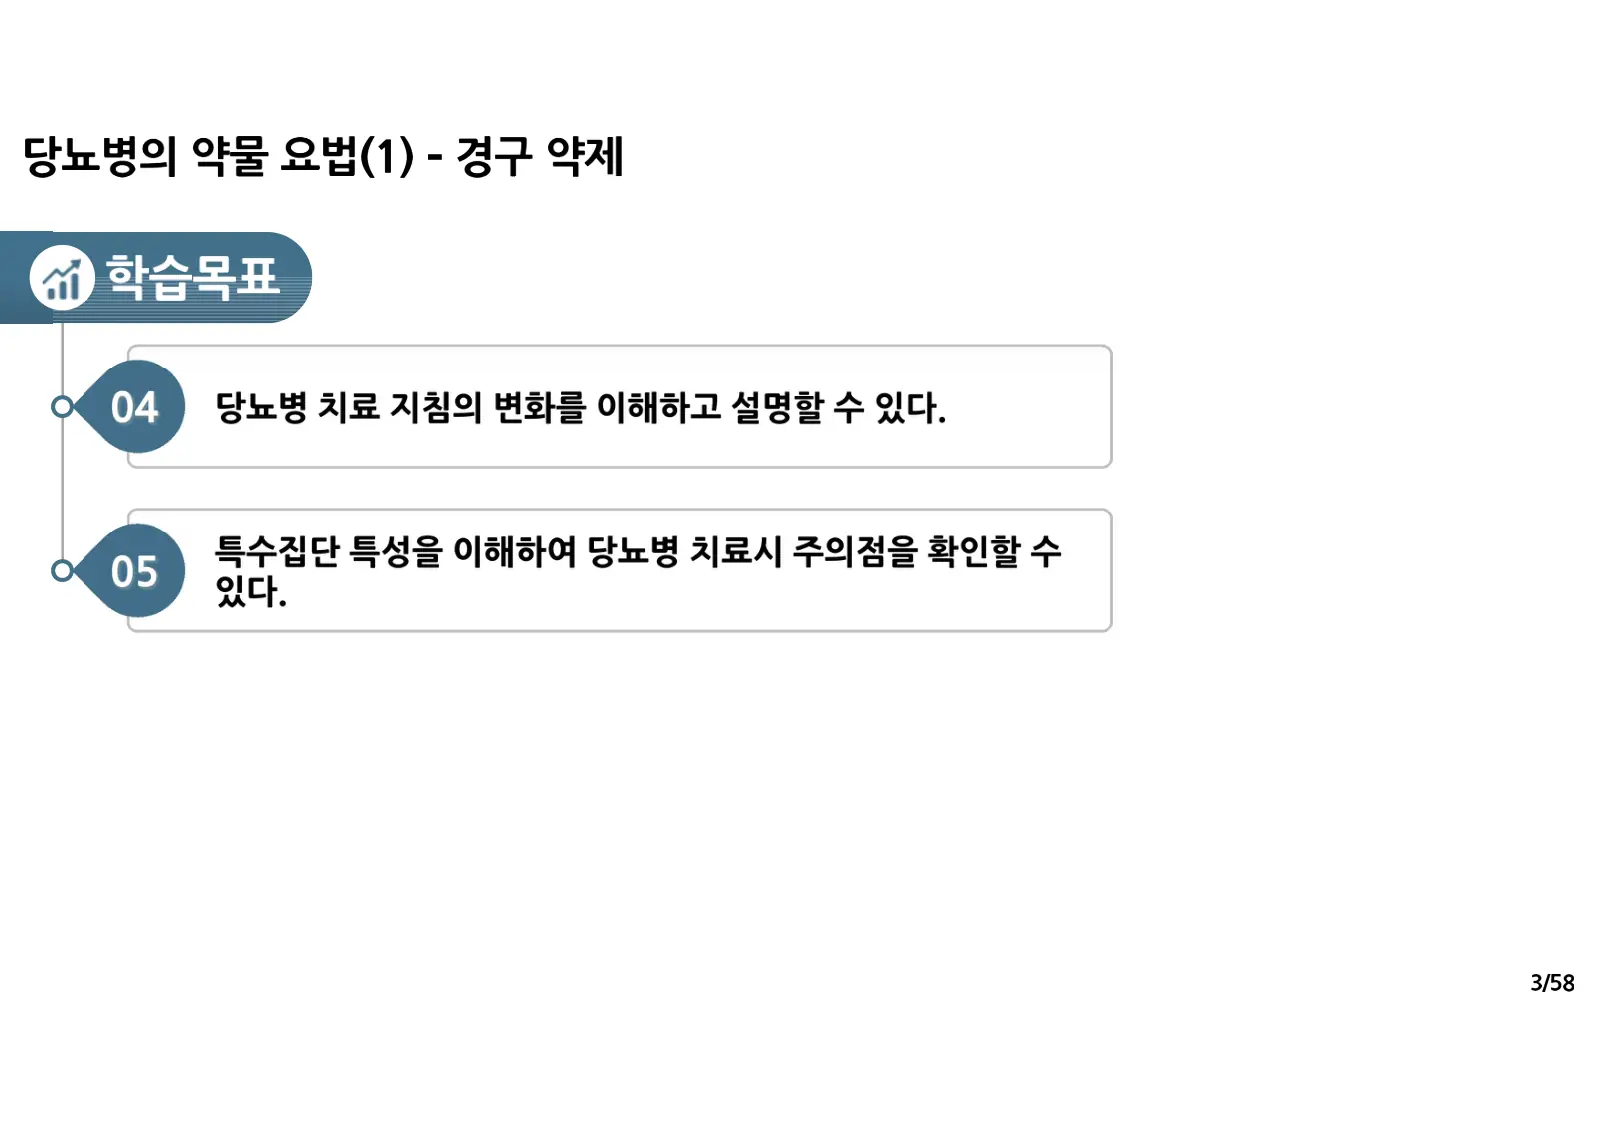 당뇨병의 약물 요법(1) - 경구 약제
학습목표
04
당뇨병 치료 지침의 변화를 이해하고 설명할 수 있다.
05
특수집단 특성을 이해하여 당뇨병 치료시 주의점을 확인할 수
있다.
3/58